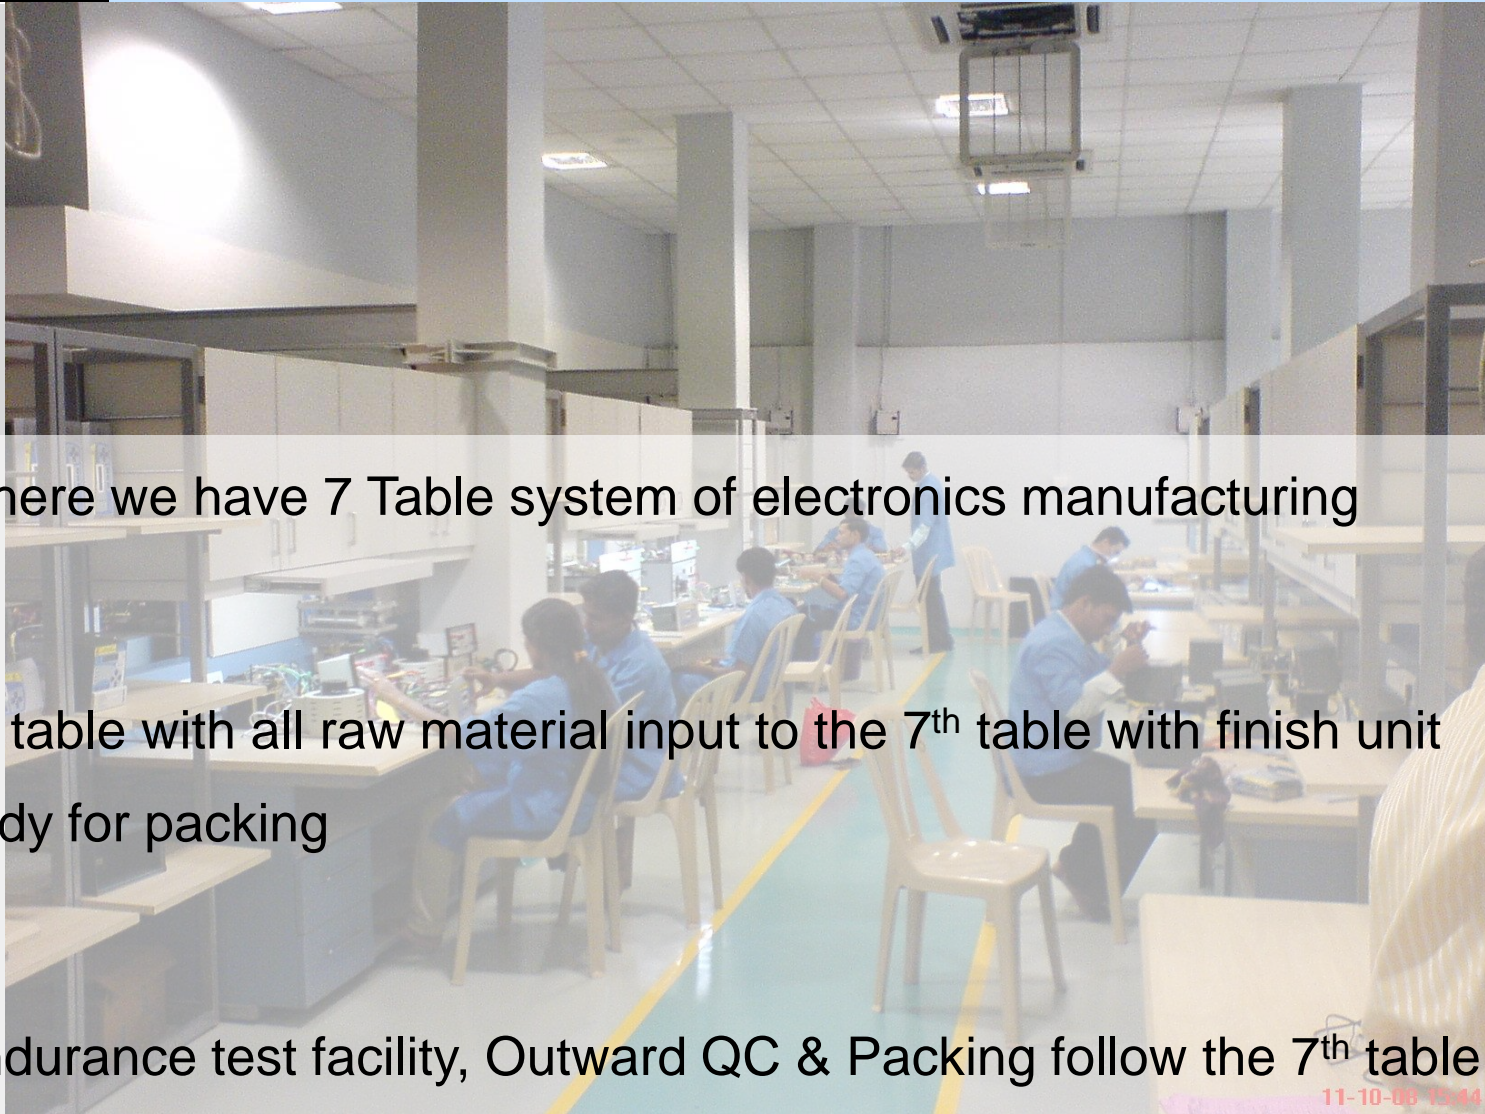 here we have 7 Table system of electronics manufacturing
table with all raw material input to the 7th table with finish unit
dy for packing
ndurance test facility, Outward QC & Packing follow the 7th table
11-10-08 15:44